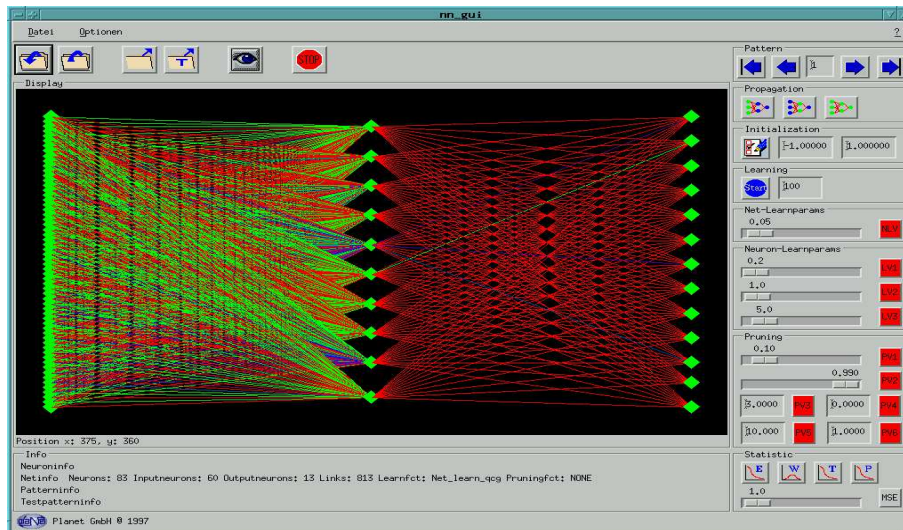 nn_gui
Datei Optionen ?
STOP
Display
Position x: 375, y: 360
Info
Neuroninfo
Netinfo Neurons: 83 Inputneurons: 60 Outputneurons: 13 Links: 813 Learnfct: Net_learn_qcg Pruningfct: NONE
Patterninfo
Testpatterninfo
Planet GmbH © 1997
Pattern
1
Propagation
Initialization
-1.00000 1.000000
Learning
Start 100
Net-Learnparams
0.05
NLV
Neuron-Learnparams
0.2
LV1
1.0
LV2
5.0
LV3
Pruning
0.10
PV1
0.990
PV2
5.0000 PV3 0.0000 PV4
10.000 PV5 1.0000 PV6
Statistic
E W T P
1.0
MSE